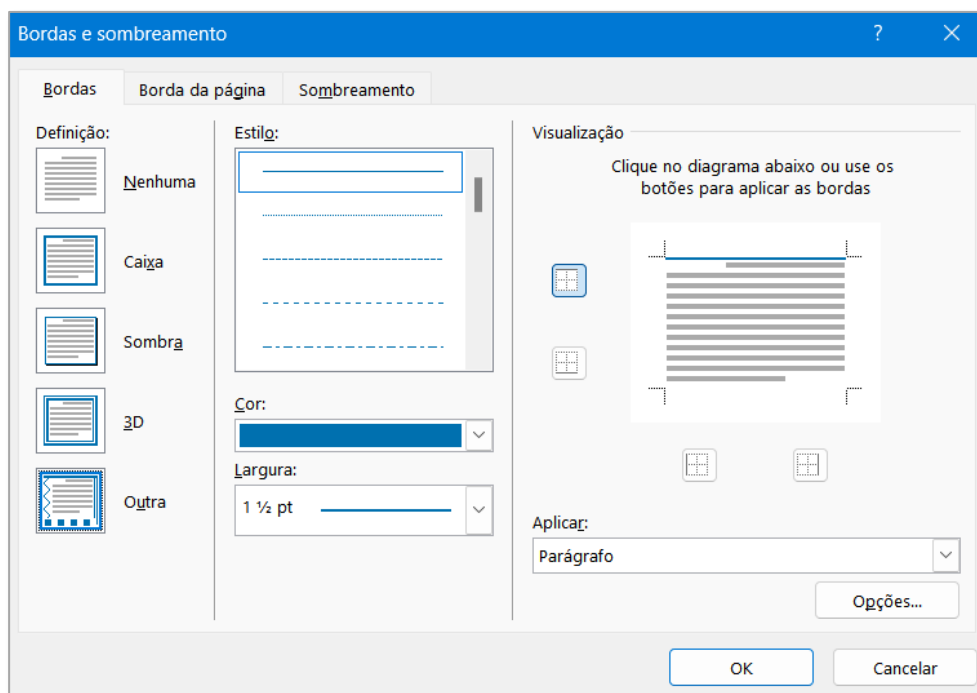 Bordas e sombreamento
?
Bordas
Borda da página
Sombreamento
Definição:
Nenhuma
Caixa
Sombra
3D
Outra
Estilo:
Cor:
Largura:
1 ½ pt
Visualização
Clique no diagrama abaixo ou use os
botões para aplicar as bordas
Aplicar:
Parágrafo
Opções...
OK
Cancelar